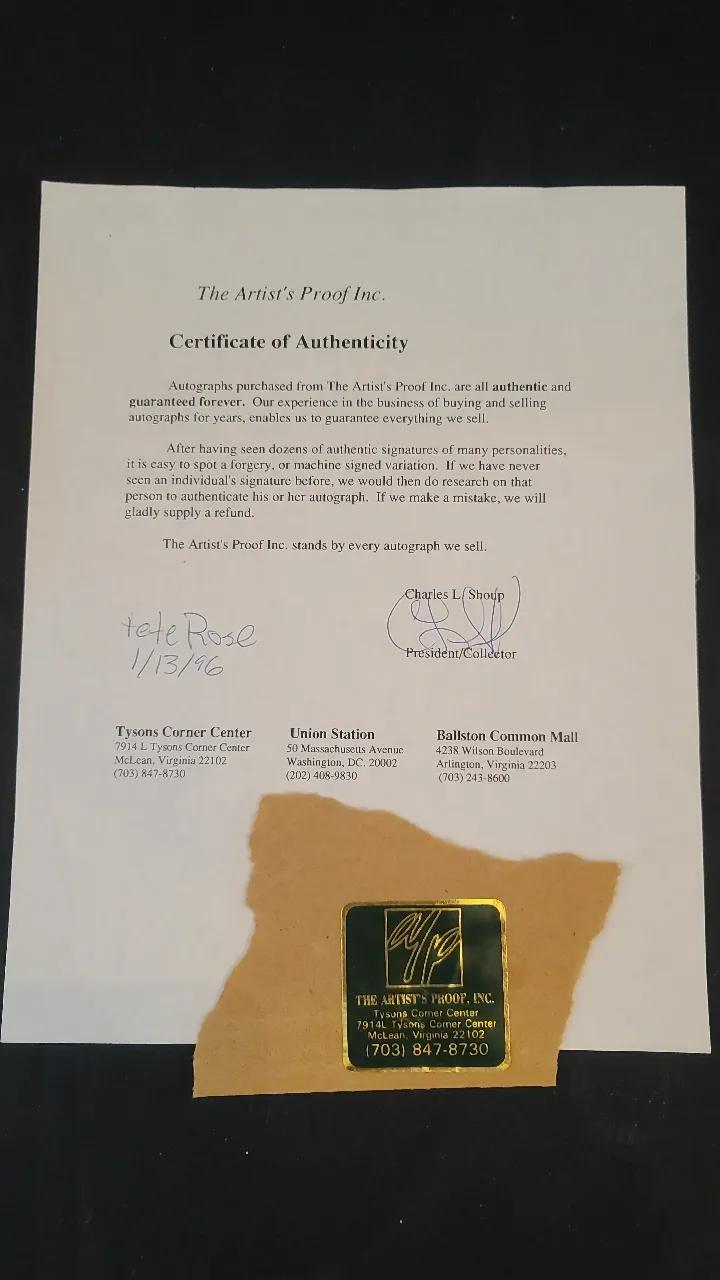 The Artist's Proof Inc.
Certificate of Authenticity
Autographs purchased from The Artist's Proof Inc. are all authentic and
guaranteed forever. Our experience in the business of buying and selling
autographs for years, enables us to guarantee everything we sell.
After having seen dozens of authentic signatures of many personalities,
it is easy to spot a forgery, or machine signed variation. If we have never
seen an individual's signature before, we would then do research on that
person to authenticate his or her autograph. If we make a mistake, we will
gladly supply a refund.
The Artist's Proof Inc. stands by every autograph we sell.
Charles L. Shoup
President/Collector
Pete Rose
1/13/96
Tysons Corner Center
7914 L Tysons Corner Center
McLean, Virginia 22102
(703) 847-8730
Union Station
50 Massachusetts Avenue
Washington, DC. 20002
(202) 408-9830
Ballston Common Mall
4238 Wilson Boulevard
Arlington, Virginia 22203
(703) 243-8600
THE ARTIST'S PROOF, INC.
Tysons Corner Center
7914L Tysons Corner Center
McLean, Virginia 22102
(703) 847-8730